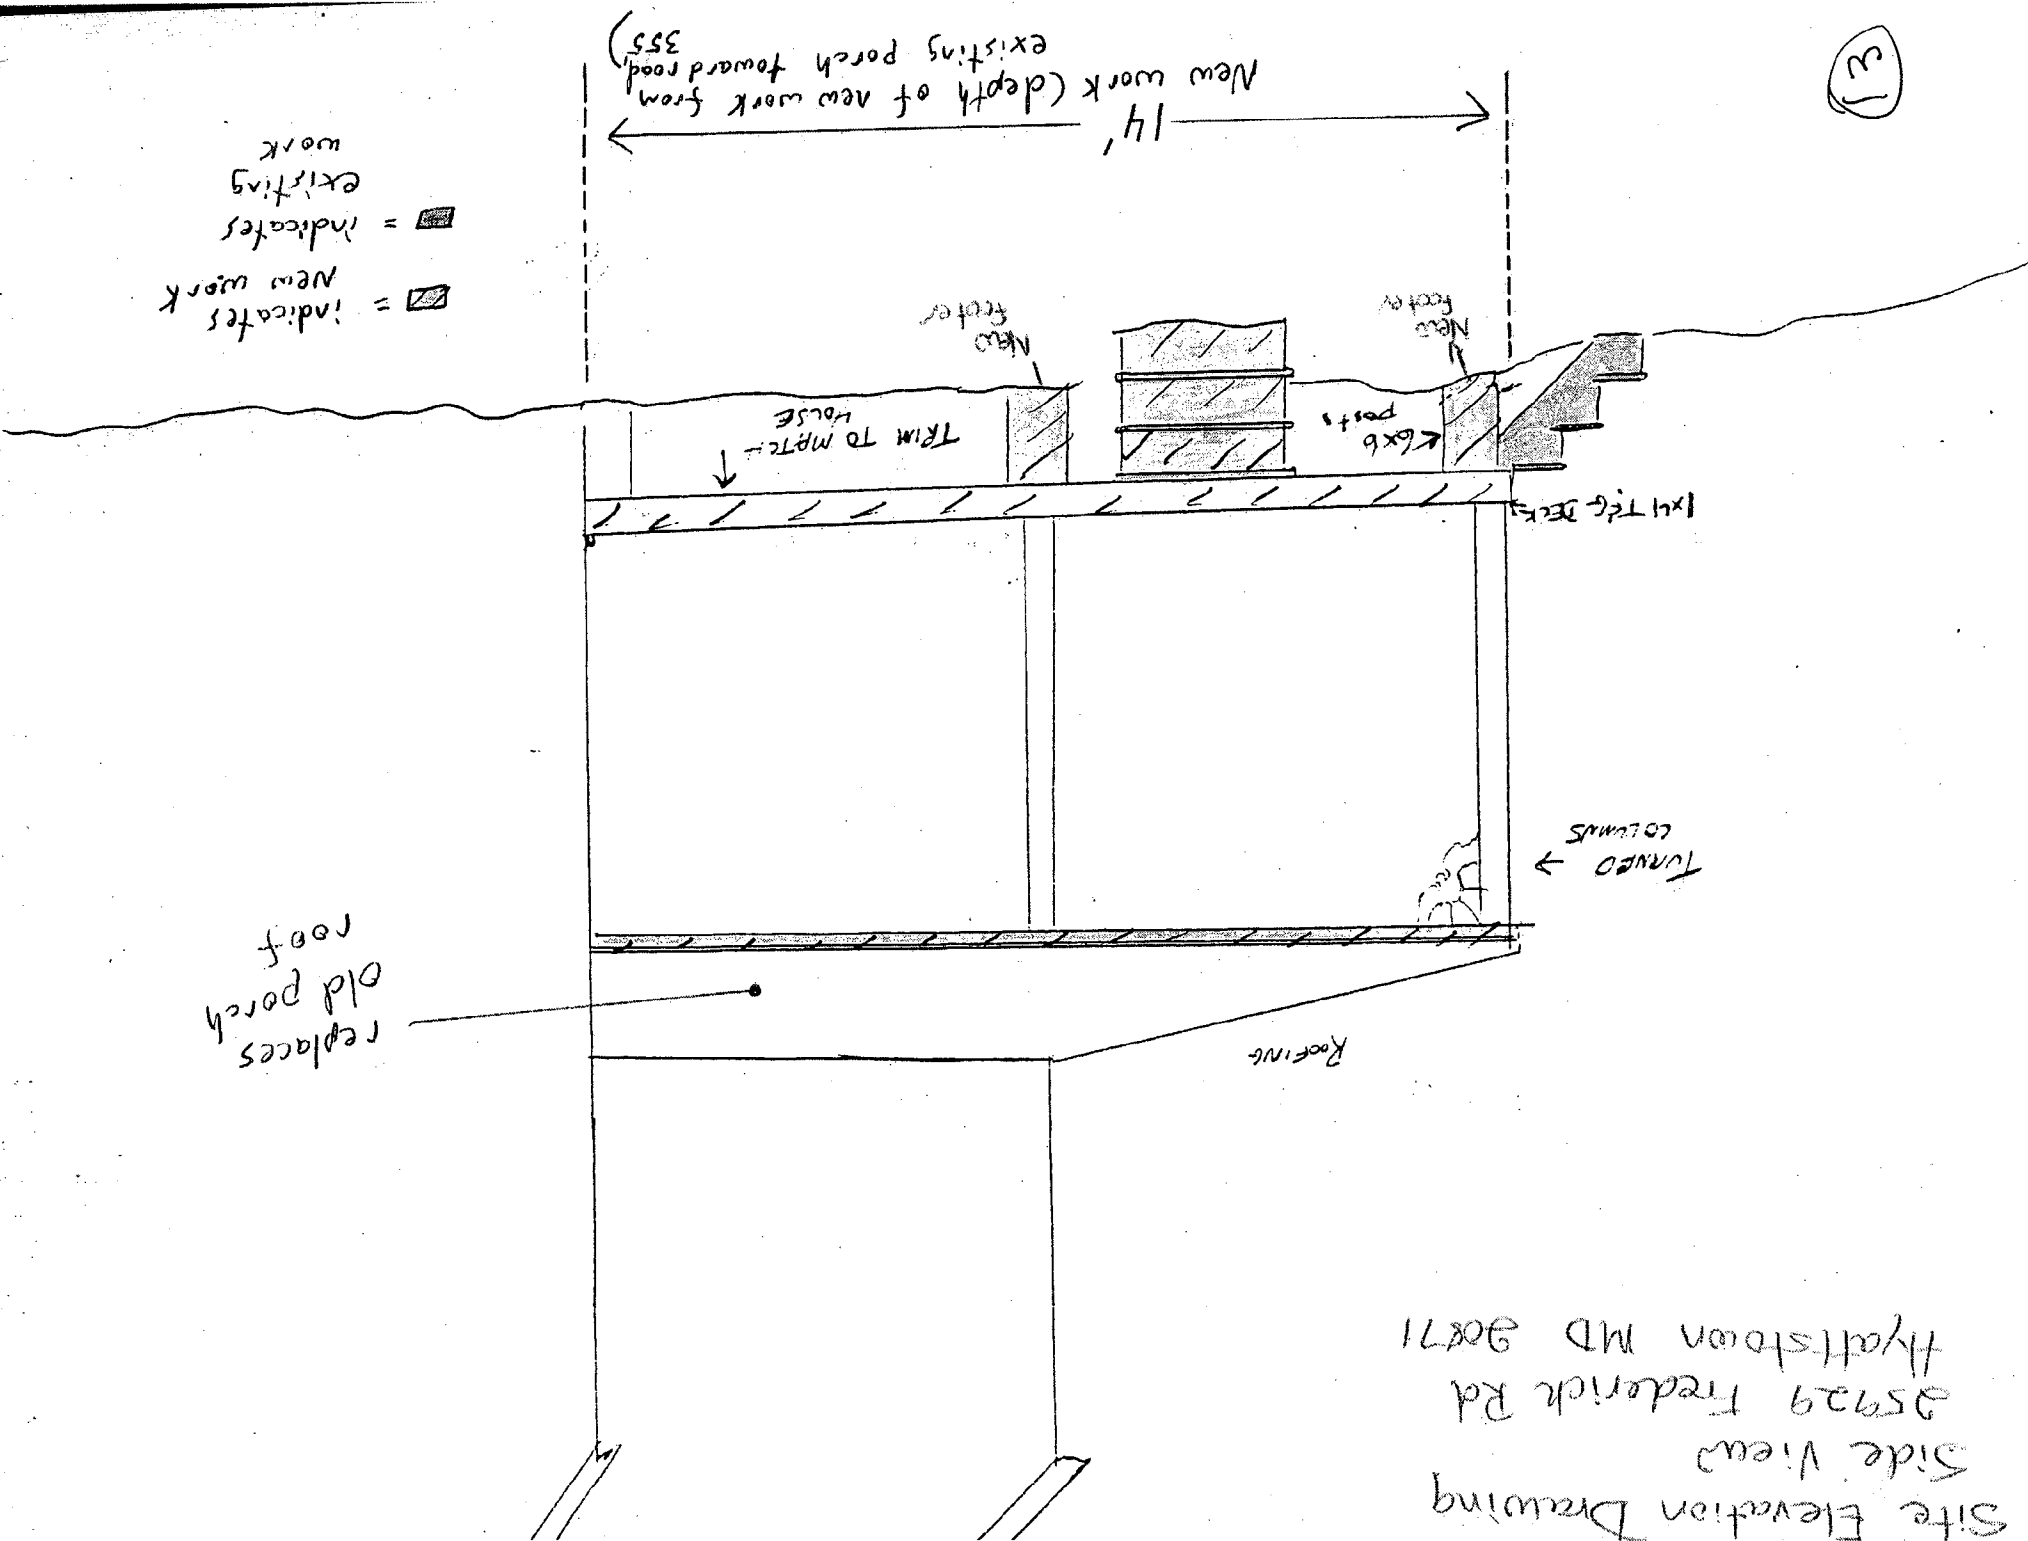 Site Elevation Drawing
Side View
25929 Frederick Rd
Hyattstown MD 20871
ROOFING
replaces
old porch
roof
TURNED
COLUMNS
1x4 T&G DECK
6x6
posts
TRIM TO MATCH
HOUSE
New
Footer
New
Footer
= indicates
New work
= indicates
existing
work
14'
New work (depth of new work from
existing porch toward road,
355)
13